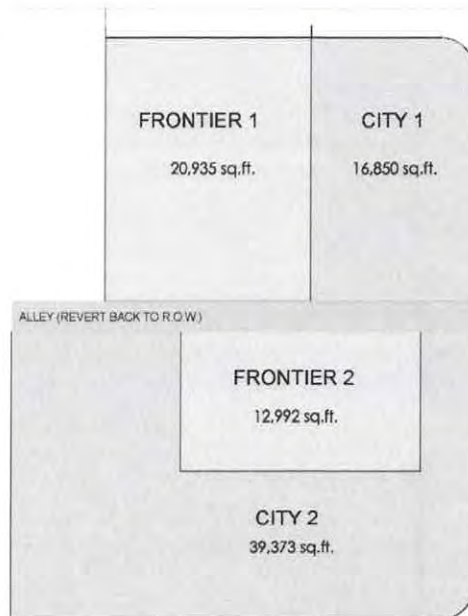 FRONTIER 1
20,935 sq.ft.
CITY 1
16,850 sq.ft.
ALLEY (REVERT BACK TO R.O.W.)
FRONTIER 2
12,992 sq.ft.
CITY 2
39,373 sq.ft.